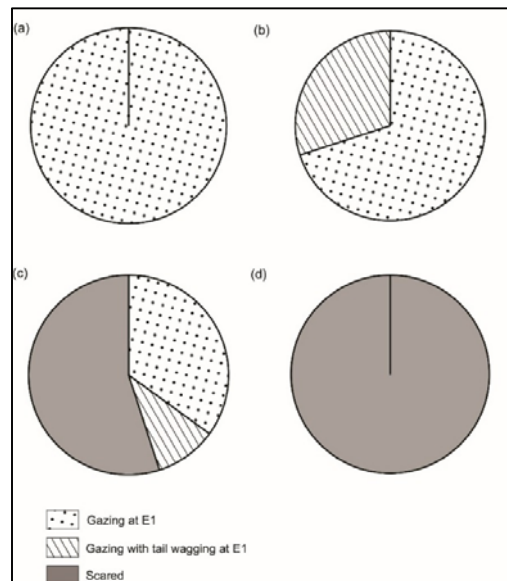 (a)
(b)
(c)
(d)
Gazing at E1
Gazing with tail wagging at E1
Scared